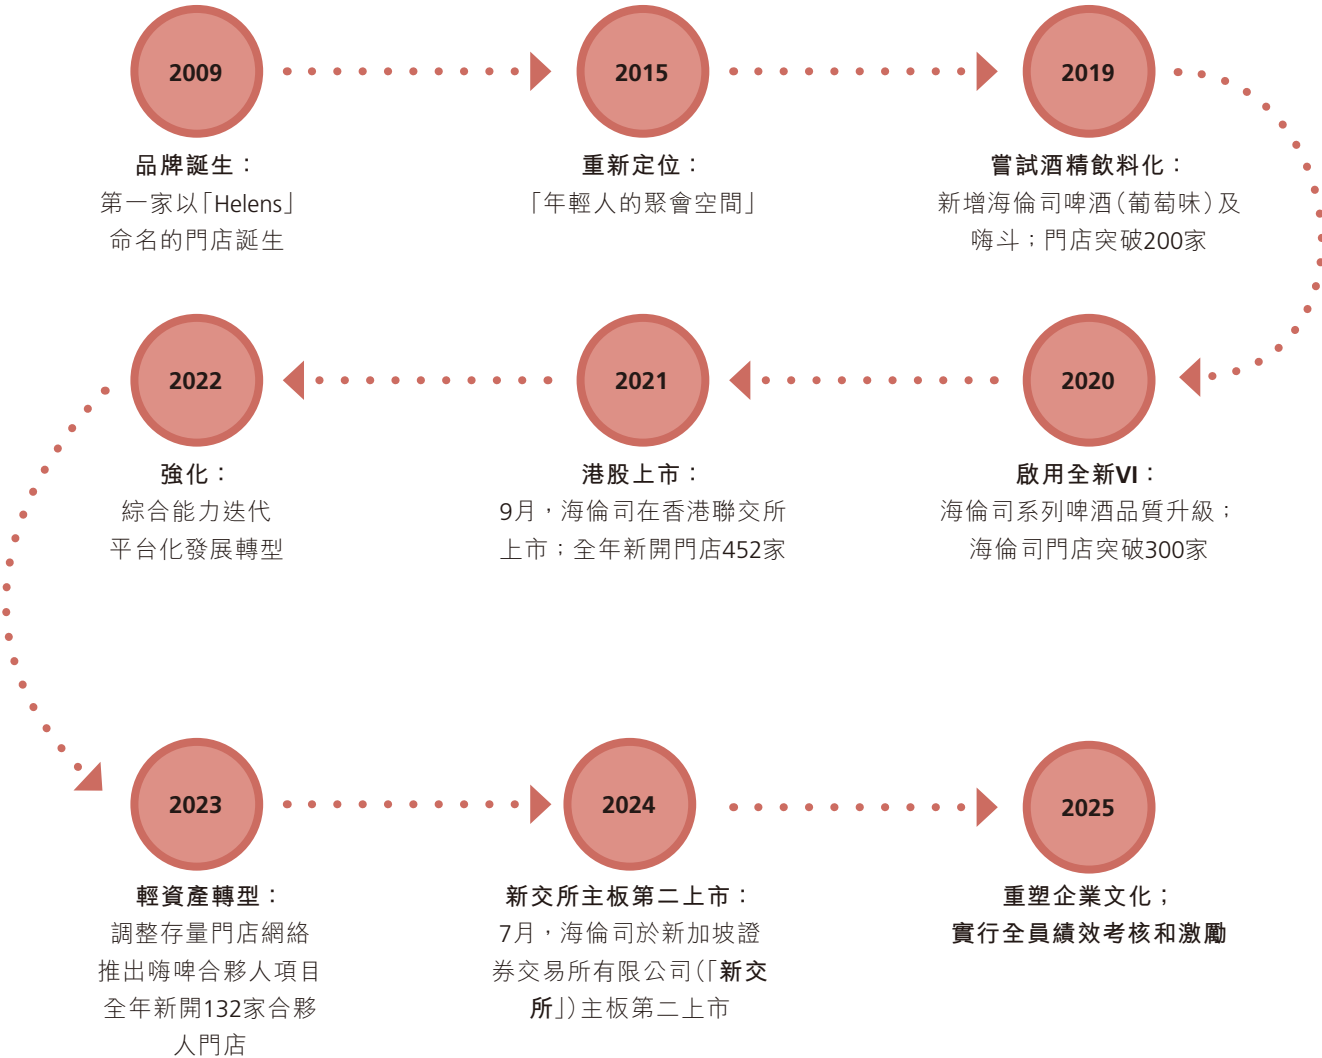 2009
品牌誕生：
第一家以「Helens」
命名的門店誕生
2015
重新定位：
「年輕人的聚會空間」
2019
嘗試酒精飲料化：
新增海倫司啤酒（葡萄味）及
嗨斗；門店突破200家
2020
啟用全新VI：
海倫司系列啤酒品質升級；
海倫司門店突破300家
2021
港股上市：
9月，海倫司在香港聯交所
上市；全年新開門店452家
2022
強化：
綜合能力迭代
平台化發展轉型
2023
輕資產轉型：
調整存量門店網絡
推出嗨啤合夥人項目
全年新開132家合夥
人門店
2024
新交所主板第二上市：
7月，海倫司於新加坡證
券交易所有限公司（「新交
所」）主板第二上市
2025
重塑企業文化；
實行全員績效考核和激勵